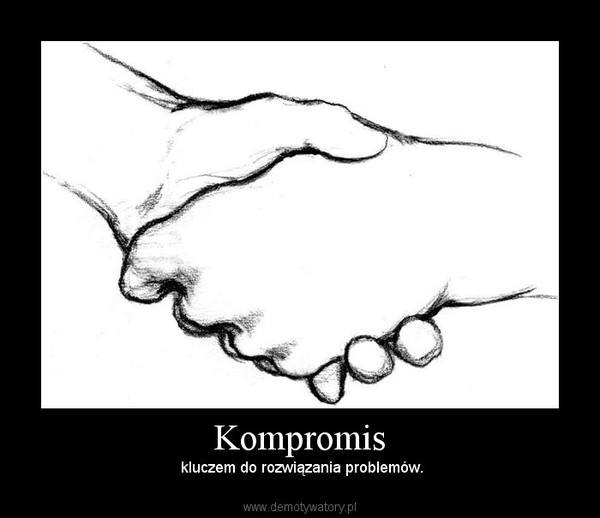 Kompromis
kluczem do rozwiązania problemów.
www.demotywatory.pl